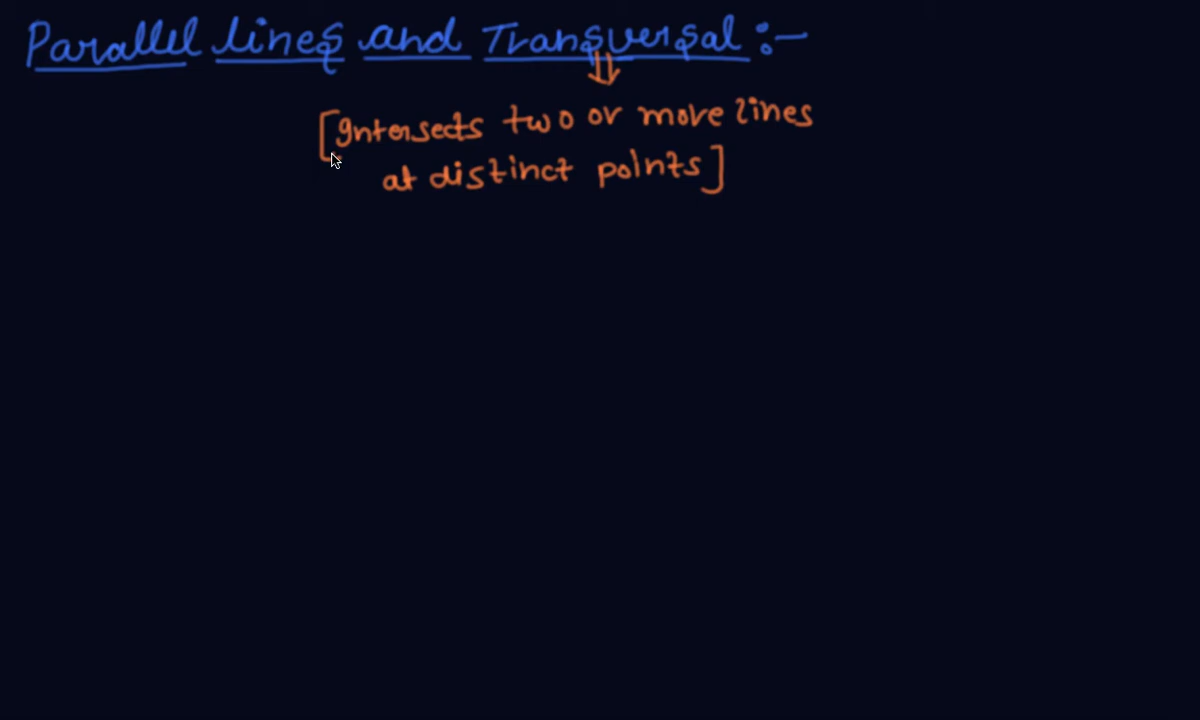 Parallel lines and Transversal :-
[Intersects two or more lines
at distinct points]